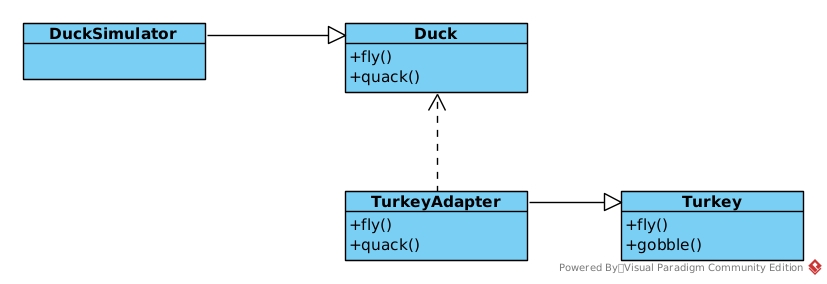 DuckSimulator
Duck
+fly()
+quack()
TurkeyAdapter
+fly()
+quack()
Turkey
+fly()
+gobble()
Powered By Visual Paradigm Community Edition